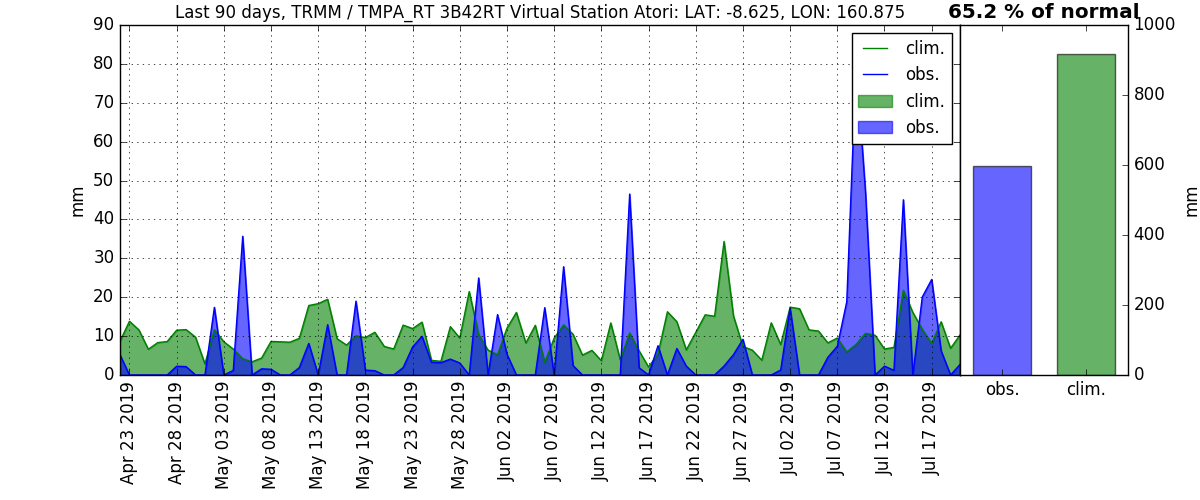 Last 90 days, TRMM / TMPA_RT 3B42RT Virtual Station Atori: LAT: -8.625, LON: 160.875
65.2 % of normal
90
80
70
60
50
40
30
20
10
0
mm
clim.
obs.
clim.
obs.
1000
800
600
400
200
0
mm
Apr 23 2019
Apr 28 2019
May 03 2019
May 08 2019
May 13 2019
May 18 2019
May 23 2019
May 28 2019
Jun 02 2019
Jun 07 2019
Jun 12 2019
Jun 17 2019
Jun 22 2019
Jun 27 2019
Jul 02 2019
Jul 07 2019
Jul 12 2019
Jul 17 2019
obs.
clim.